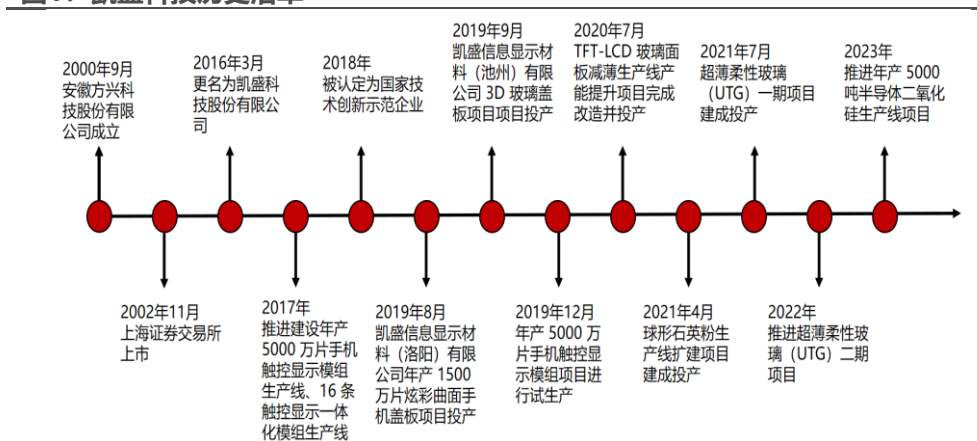 2000年9月
安徽方兴科
技股份有限
公司成立
2016年3月
更名为凯盛科
技股份有限公
司
2018年
被认定为国家技
术创新示范企业
2019年9月
凯盛信息显示材
料（池州）有限
公司 3D 玻璃盖
板项目项目投产
2020年7月
TFT-LCD 玻璃面
板减薄生产线产
能提升项目完成
改造并投产
2021年7月
超薄柔性玻璃
（UTG）一期项目
建成投产
2023年
推进年产 5000
吨半导体二氧化
硅生产线项目
2002年11月
上海证券交易所
上市
2017年
推进建设年产
5000 万片手机
触控显示模组
生产线、16 条
触控显示一体
化模组生产线
2019年8月
凯盛信息显示材
料（洛阳）有限
公司年产 1500
万片炫彩曲面手
机盖板项目投产
2019年12月
年产 5000 万
片手机触控显
示模组项目进
行试生产
2021年4月
球形石英粉生
产线扩建项目
建成投产
2022年
推进超薄柔性玻
璃（UTG）二期
项目